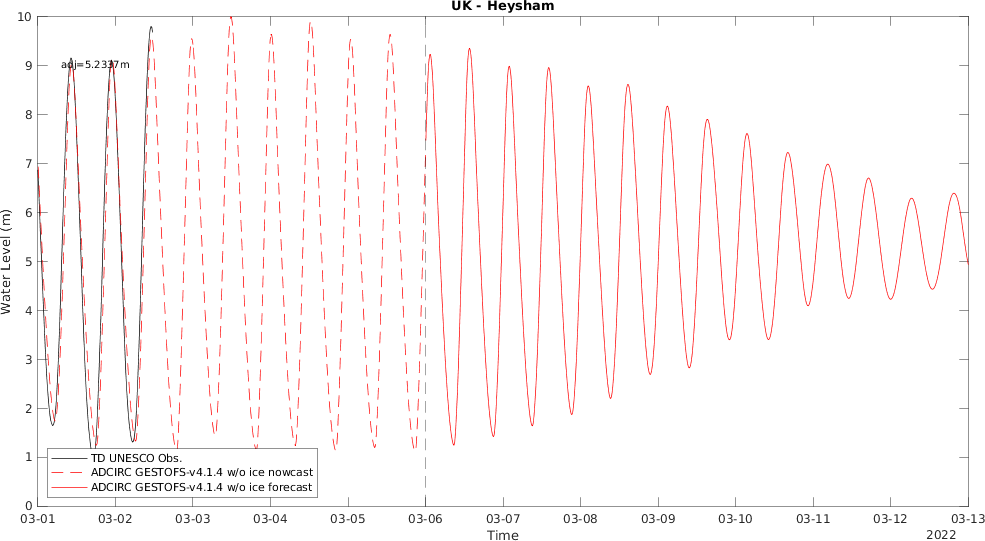 UK - Heysham
10
9
8
7
6
5
4
3
2
1
0
Water Level (m)
adj=5.2337m
TD UNESCO Obs.
ADCIRC GESTOFS-v4.1.4 w/o ice nowcast
ADCIRC GESTOFS-v4.1.4 w/o ice forecast
03-01 03-02 03-03 03-04 03-05 03-06 03-07 03-08 03-09 03-10 03-11 03-12 03-13
Time
2022